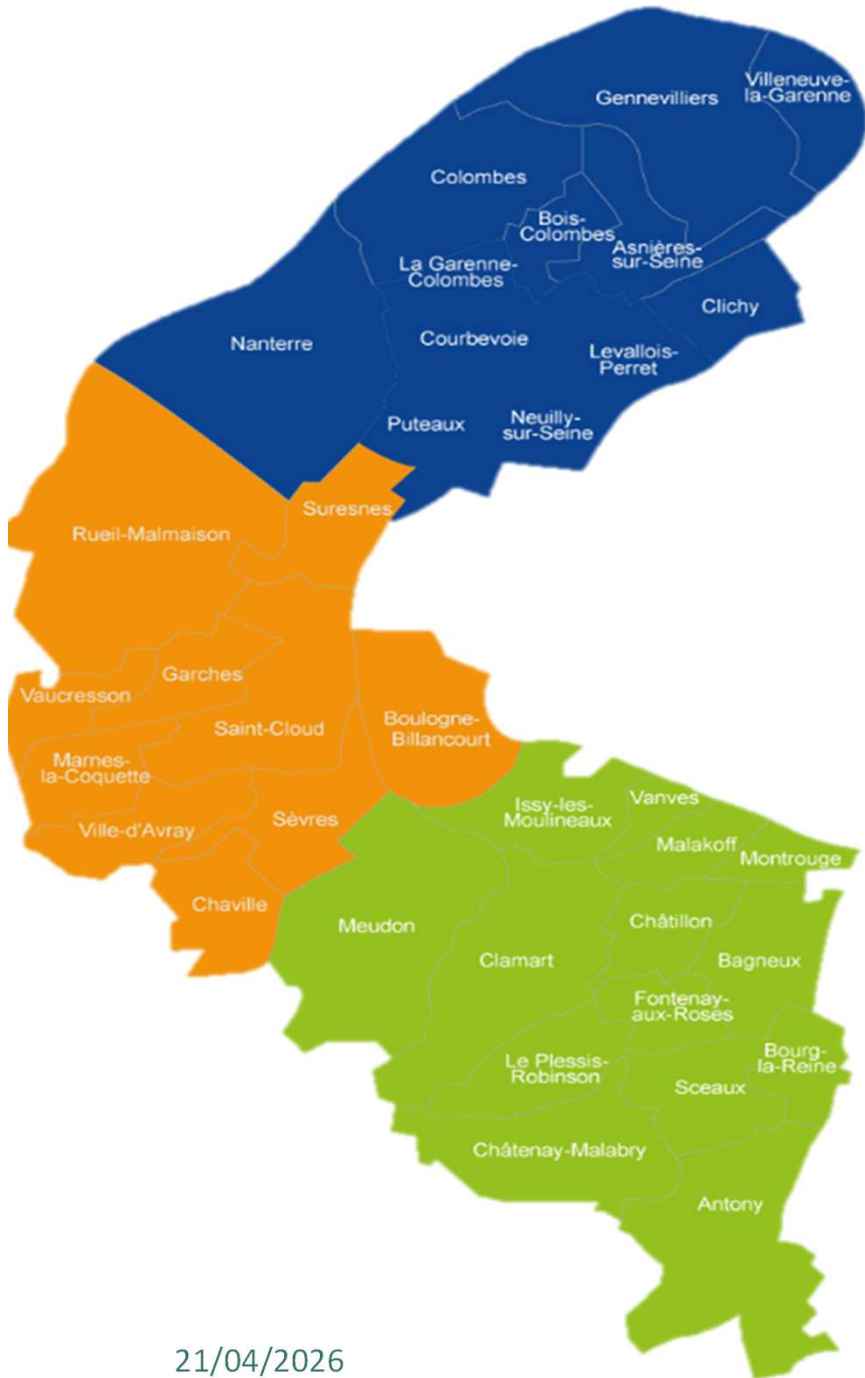 Villeneuve-
la-Garenne
Gennevilliers
Colombes
Bois-
Colombes
Asnières-
sur-Seine
La Garenne-
Colombes
Clichy
Nanterre
Courbevoie
Levallois-
Perret
Puteaux
Neuilly-
sur-Seine
Suresnes
Rueil-Malmaison
Garches
Vaucresson
Saint-Cloud
Boulogne-
Billancourt
Marnes-
la-Coquette
Ville-d'Avray
Sèvres
Chaville
Issy-les-
Moulineaux
Vanves
Malakoff
Montrouge
Meudon
Clamart
Châtillon
Bagneux
Fontenay-
aux-Roses
Bourg-
la-Reine
Le Plessis-
Robinson
Sceaux
Châtenay-Malabry
Antony
21/04/2026